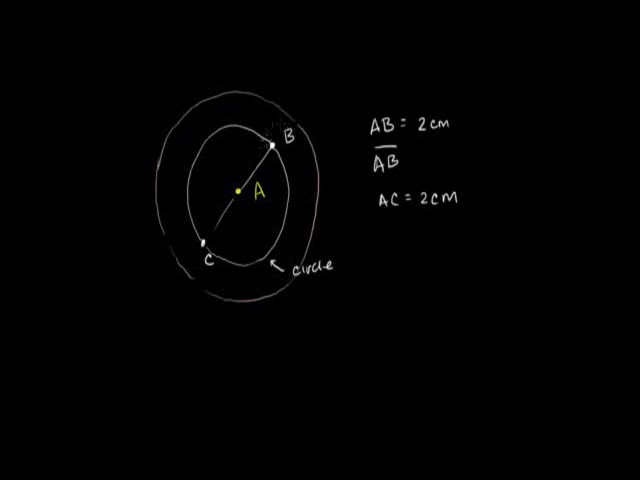 B
A
C
circle
AB = 2cm
AB
AC = 2cm